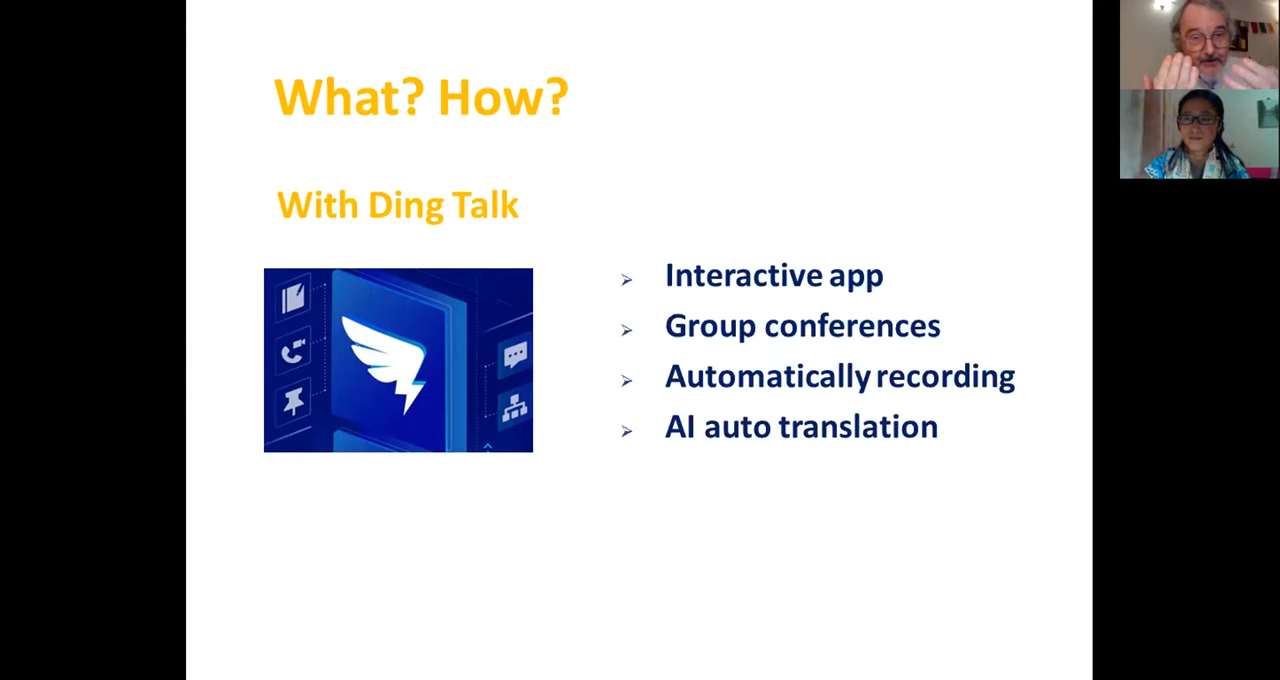 What? How?
With Ding Talk
Interactive app
Group conferences
Automatically recording
AI auto translation